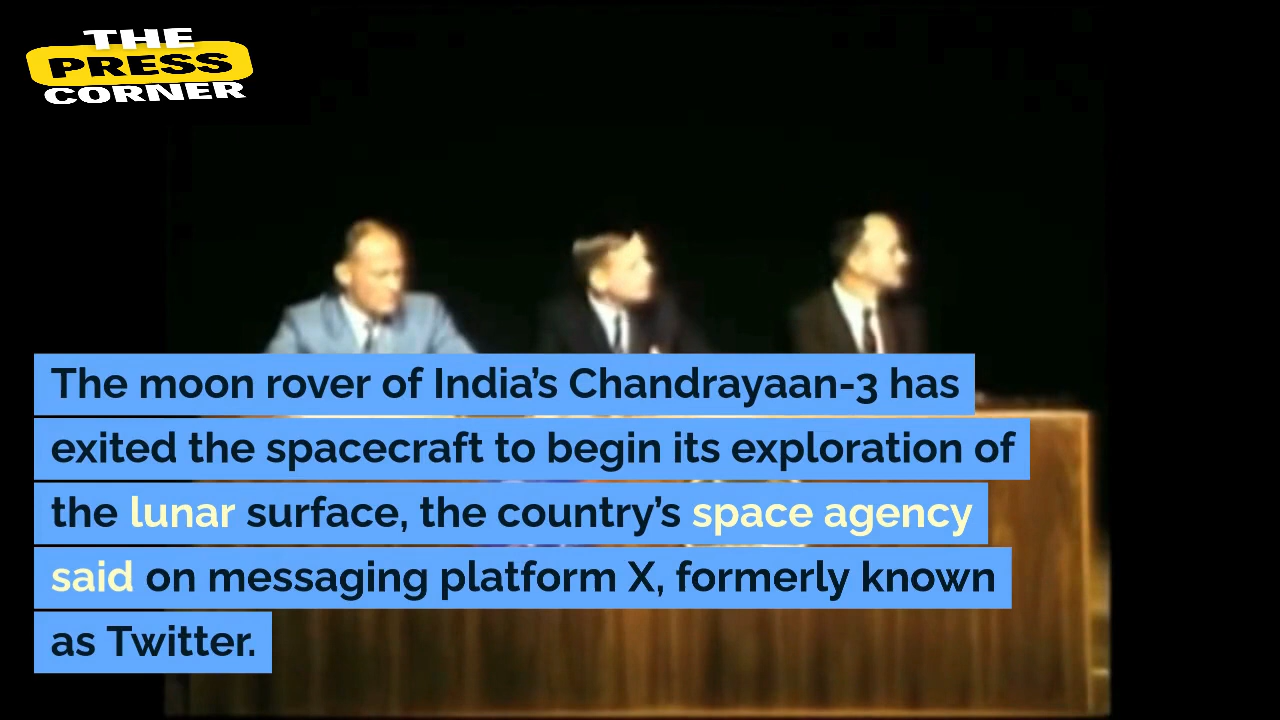 THE
PRESS
CORNER
The moon rover of India’s Chandrayaan-3 has
exited the spacecraft to begin its exploration of
the lunar surface, the country’s space agency
said on messaging platform X, formerly known
as Twitter.